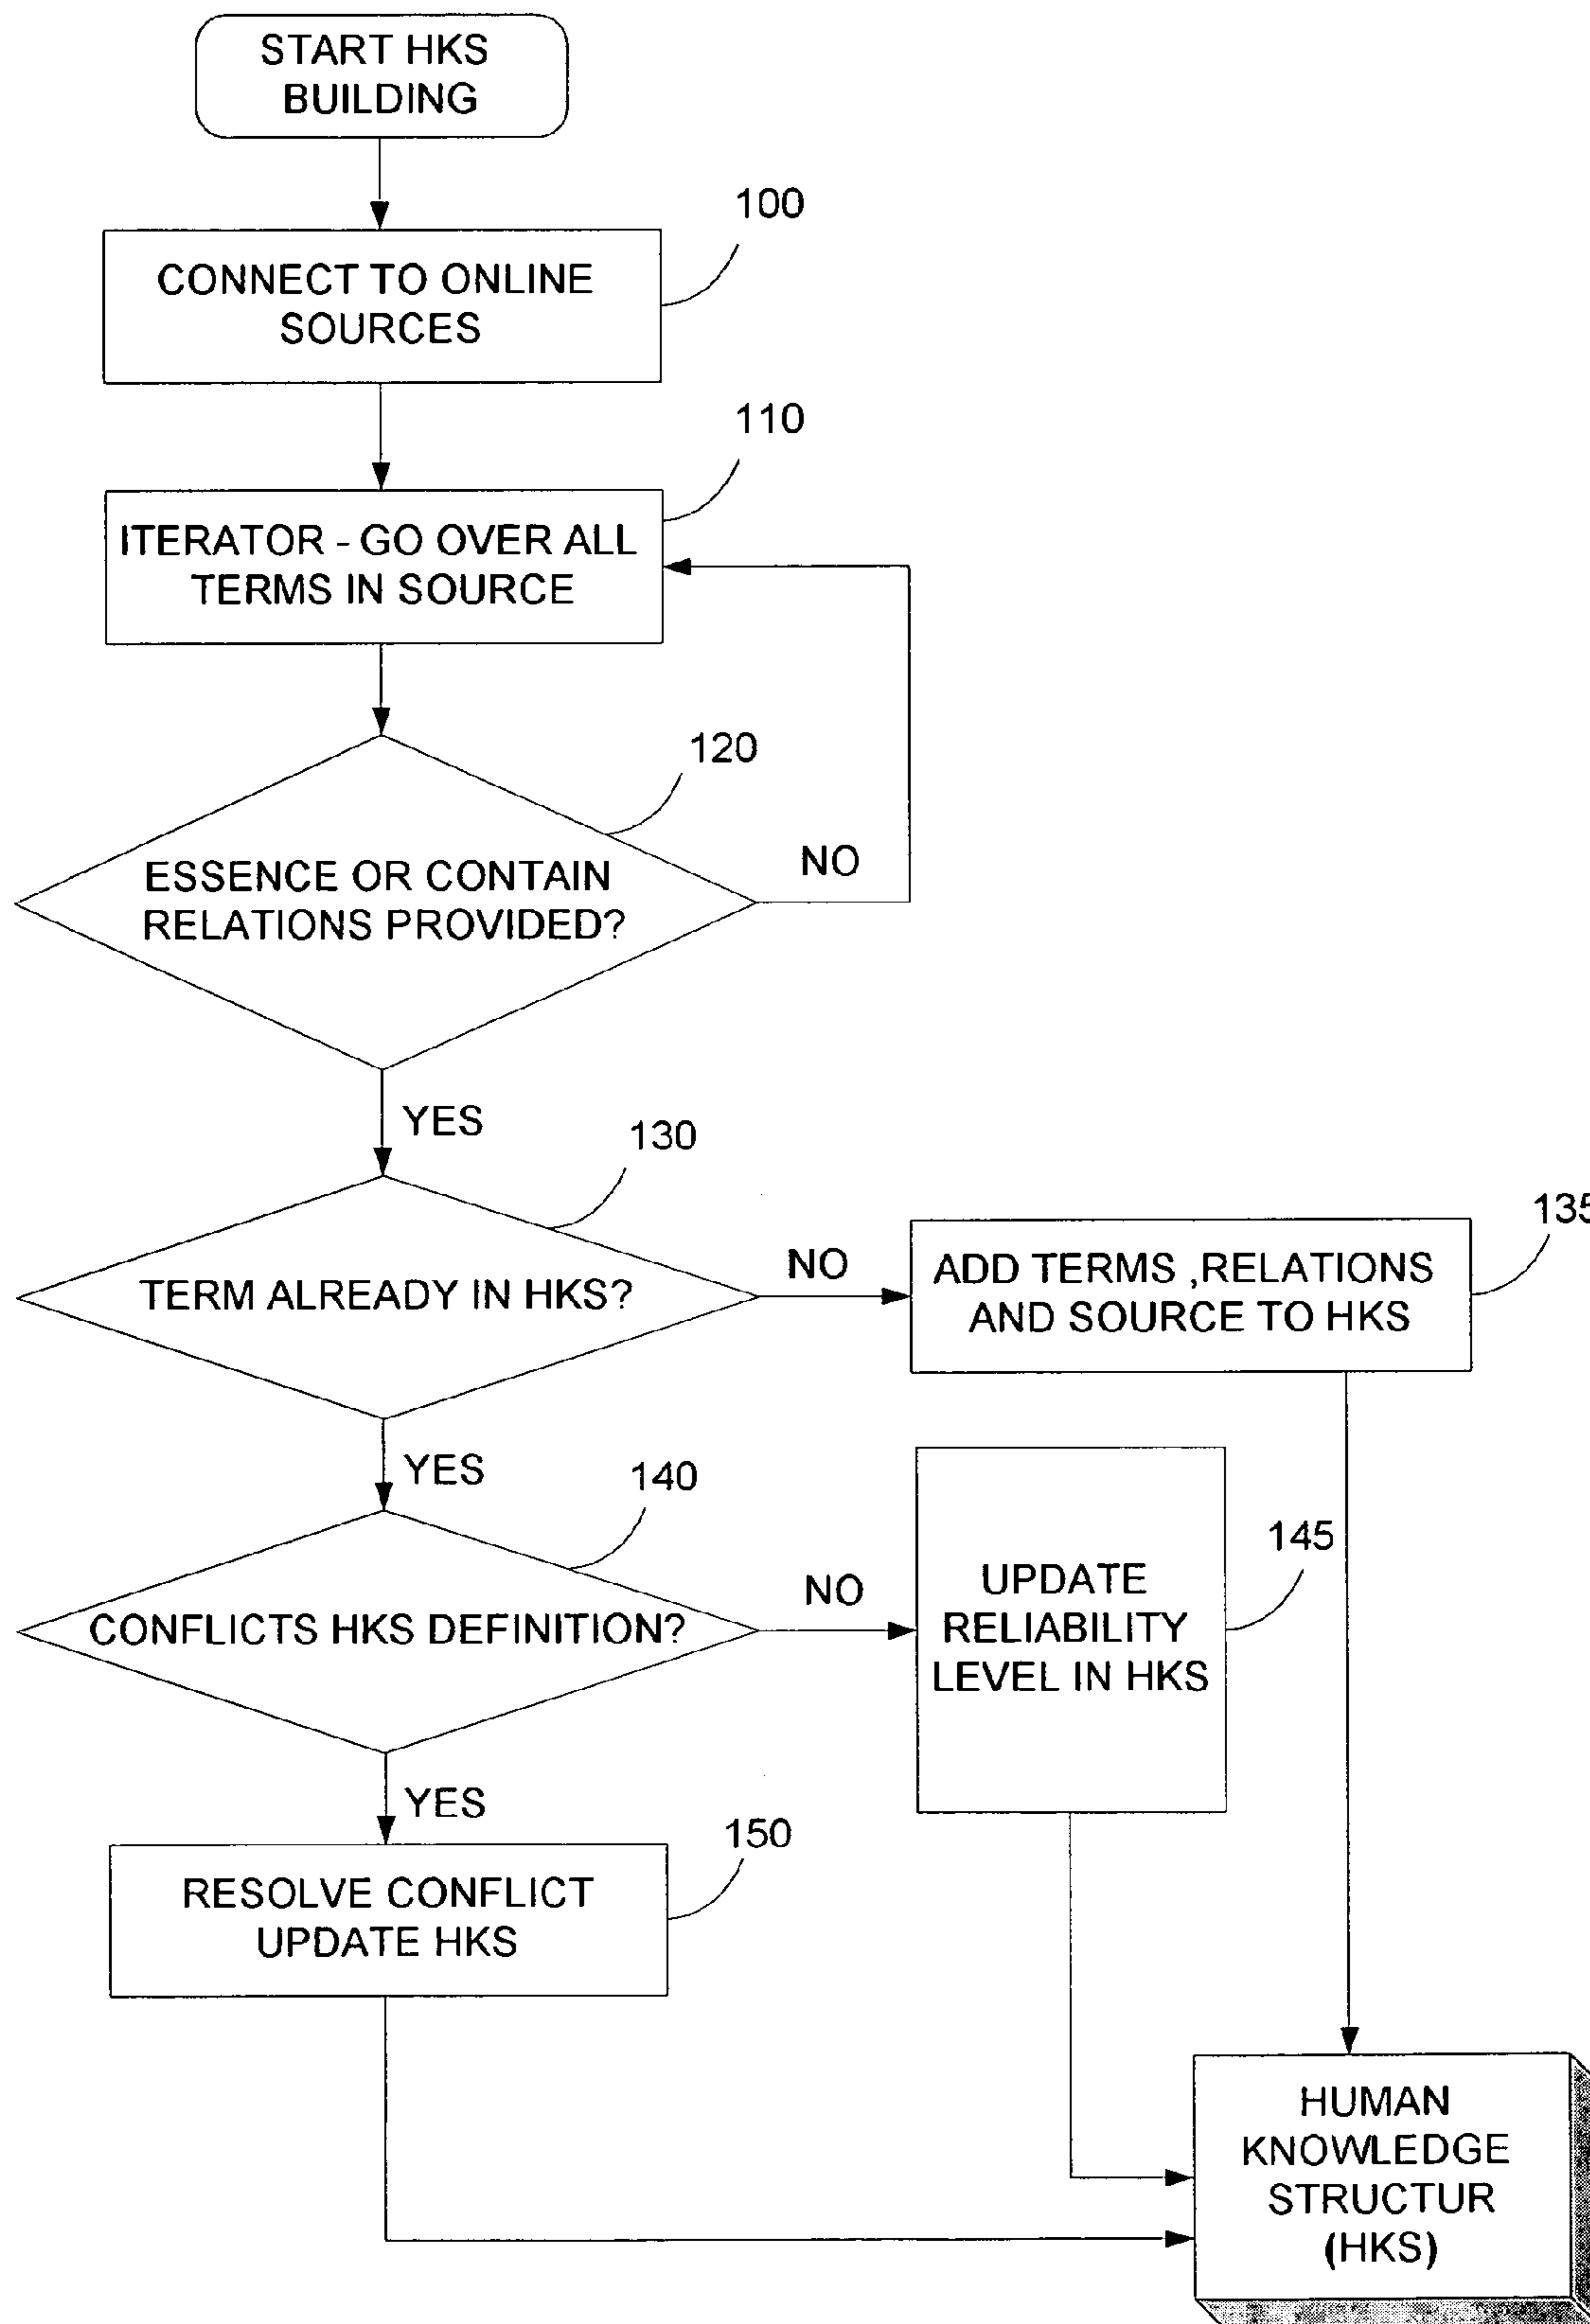 START HKS
BUILDING
100
CONNECT TO ONLINE
SOURCES
110
ITERATOR - GO OVER ALL
TERMS IN SOURCE
120
ESSENCE OR CONTAIN
RELATIONS PROVIDED?
NO
YES
130
TERM ALREADY IN HKS?
NO
135
ADD TERMS ,RELATIONS
AND SOURCE TO HKS
YES
140
CONFLICTS HKS DEFINITION?
NO
145
UPDATE
RELIABILITY
LEVEL IN HKS
YES
150
RESOLVE CONFLICT
UPDATE HKS
HUMAN
KNOWLEDGE
STRUCTUR
(HKS)